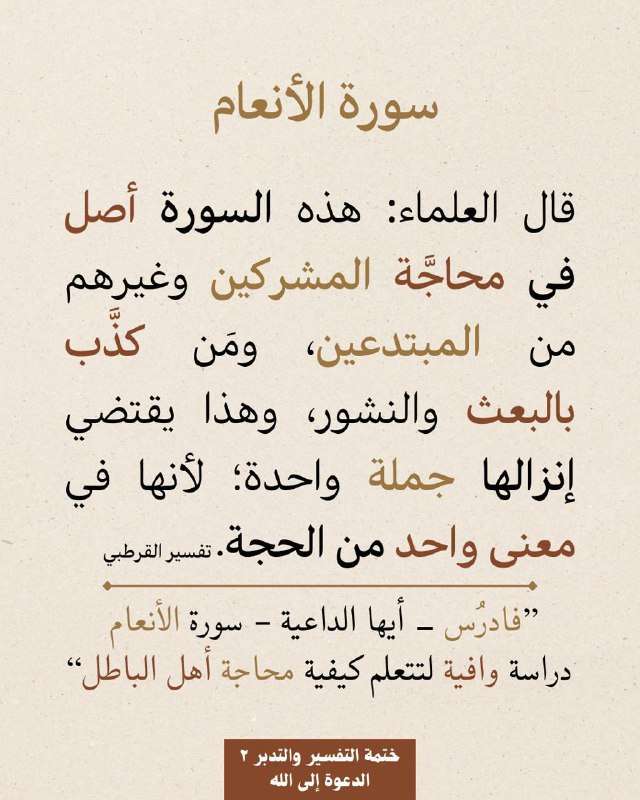 سورة الأنعام
قال العلماء: هذه السورة أصل
في محاجَّة المشركين وغيرهم
من المبتدعين، ومَن كذَّب
بالبعث والنشور، وهذا يقتضي
إنزالها جملة واحدة؛ لأنها في
معنى واحد من الحجة. تفسير القرطبي
”فادرُس – أيها الداعية – سورة الأنعام
دراسة وافية لتتعلم كيفية محاجة أهل الباطل“
ختمة التفسير والتدبر ٢
الدعوة إلى الله